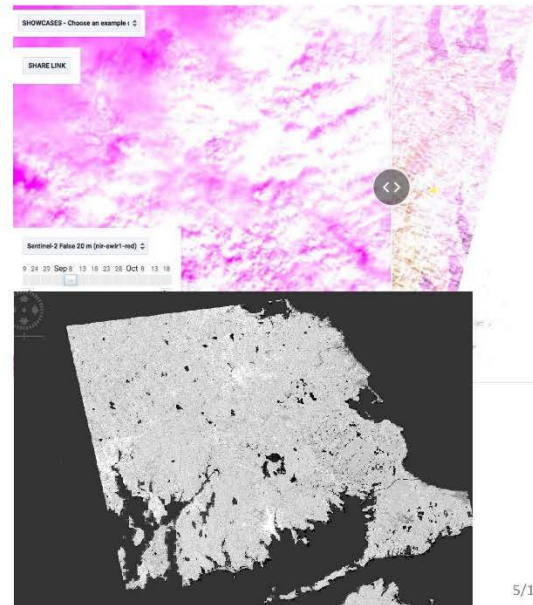 SHOWCASES - Choose an example
SHARE LINK
Sentinel-2 False 20 m (nir-swir1-red)
9 24 29 Sep 8 13 18 23 28 Oct 8 13 18
5/1